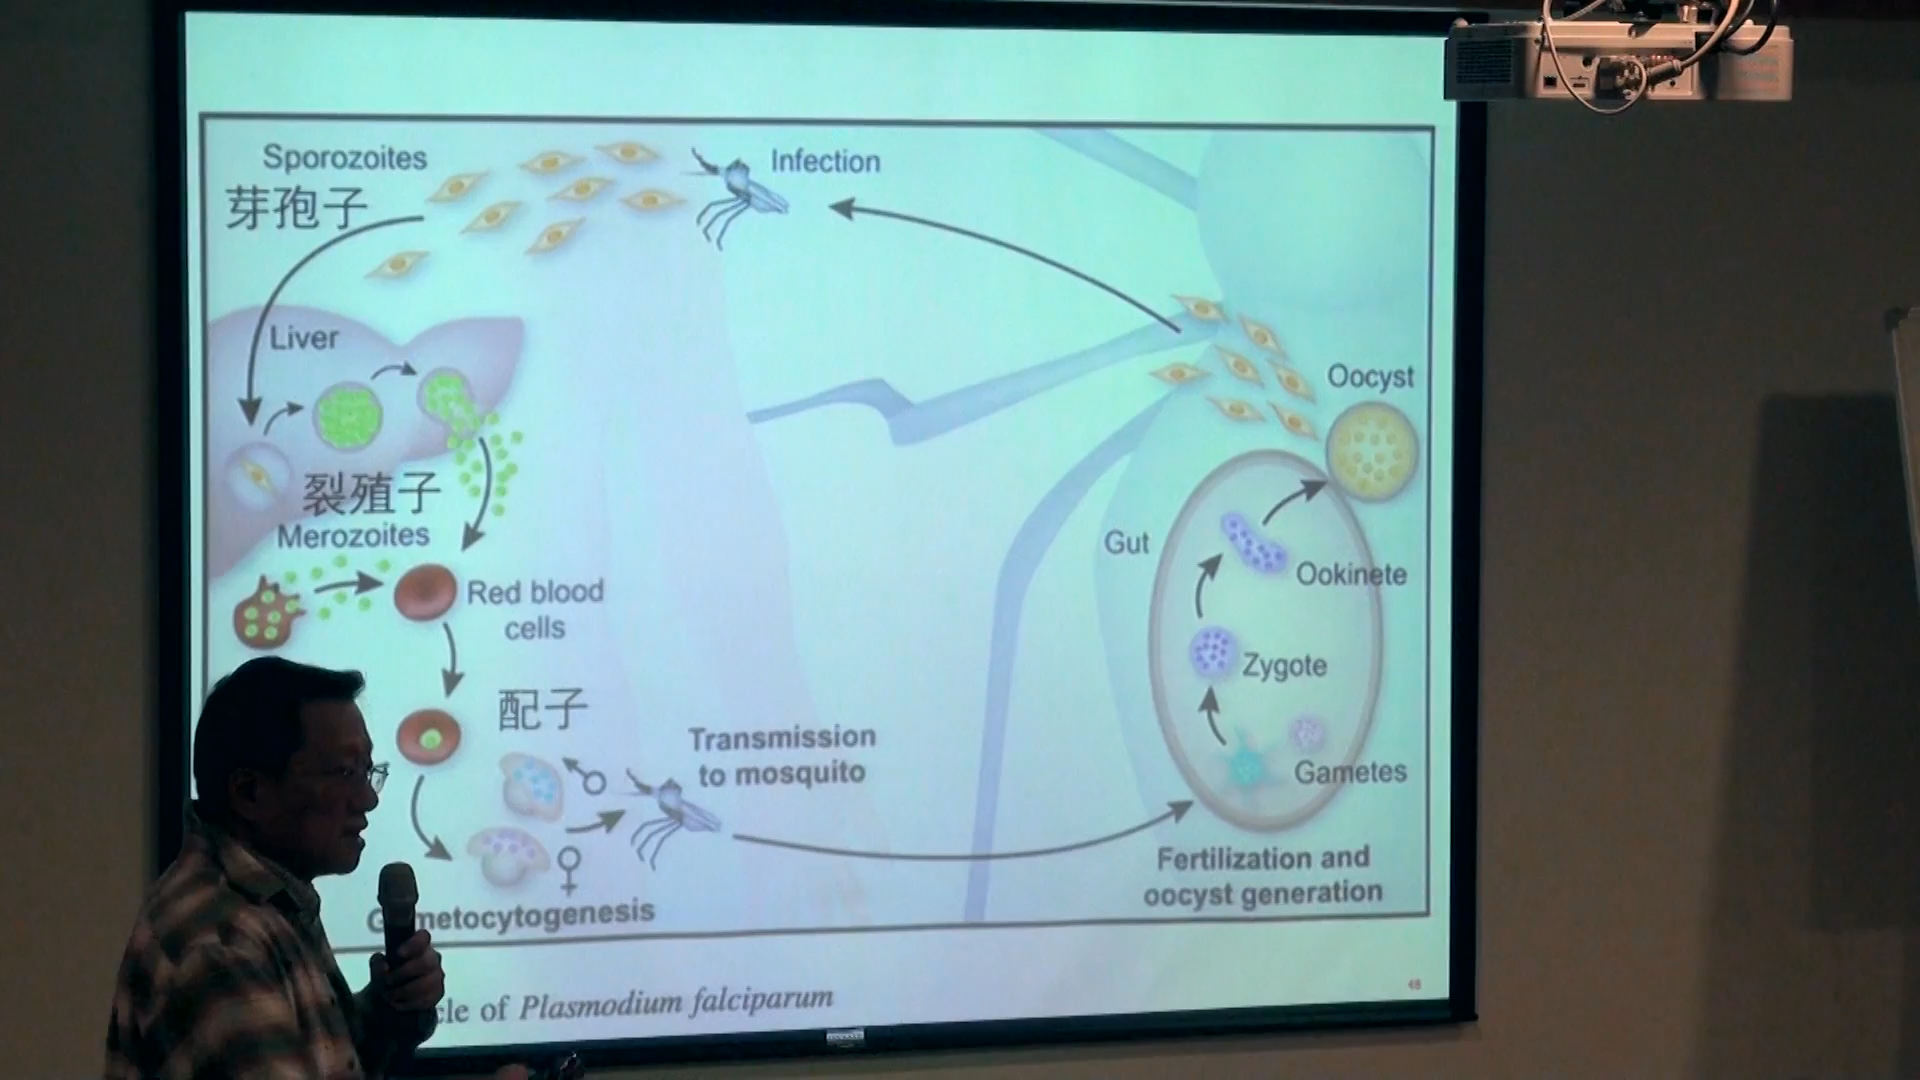 Sporozoites
芽孢子
Infection
Liver
裂殖子
Merozoites
Red blood
cells
配子
Transmission
to mosquito
Oocyst
Gut
Ookinete
Zygote
Gametes
Fertilization and
oocyst generation
G metocytogenesis
cle of Plasmodium falciparum
48